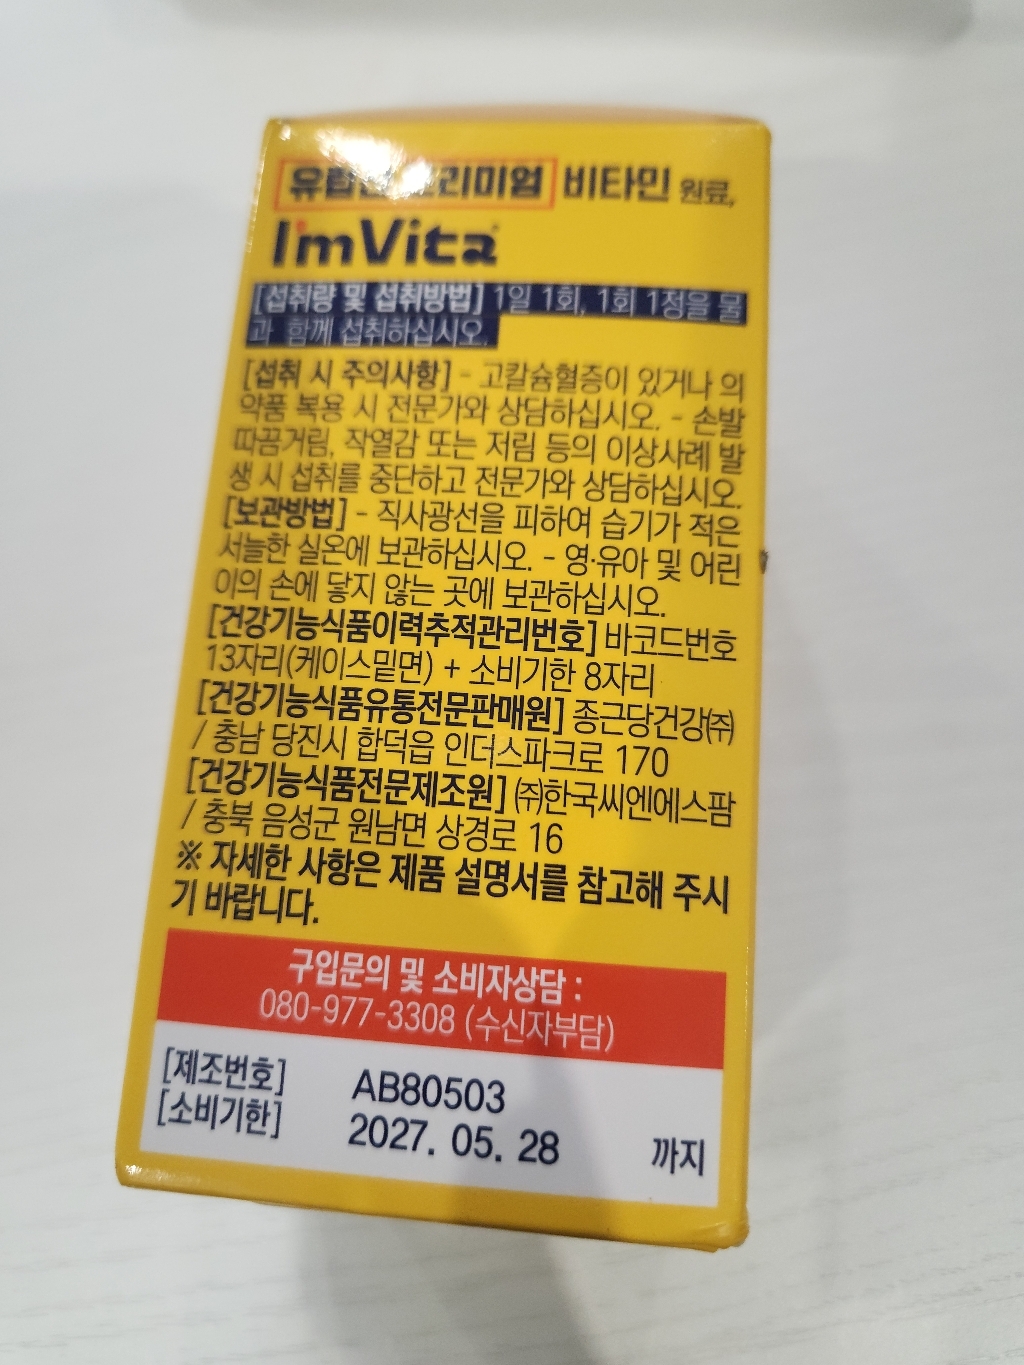 유럽산 프리미엄 비타민 원료,
I'mVita
[섭취량 및 섭취방법] 1일 1회, 1회 1정을 물
과 함께 섭취하십시오.
[섭취 시 주의사항] - 고칼슘혈증이 있거나 의
약품 복용 시 전문가와 상담하십시오. - 손발
따끔거림, 작열감 또는 저림 등의 이상사례 발
생 시 섭취를 중단하고 전문가와 상담하십시오.
[보관방법] - 직사광선을 피하여 습기가 적은
서늘한 실온에 보관하십시오. - 영·유아 및 어린
이의 손에 닿지 않는 곳에 보관하십시오.
[건강기능식품이력추적관리번호] 바코드번호
13자리(케이스밑면) + 소비기한 8자리
[건강기능식품유통전문판매원] 종근당건강㈜
/ 충남 당진시 합덕읍 인더스파크로 170
[건강기능식품전문제조원] ㈜한국씨엔에스팜
/ 충북 음성군 원남면 상경로 16
※ 자세한 사항은 제품 설명서를 참고해 주시
기 바랍니다.
구입문의 및 소비자상담 :
080-977-3308 (수신자부담)
[제조번호] AB80503
[소비기한] 2027. 05. 28 까지